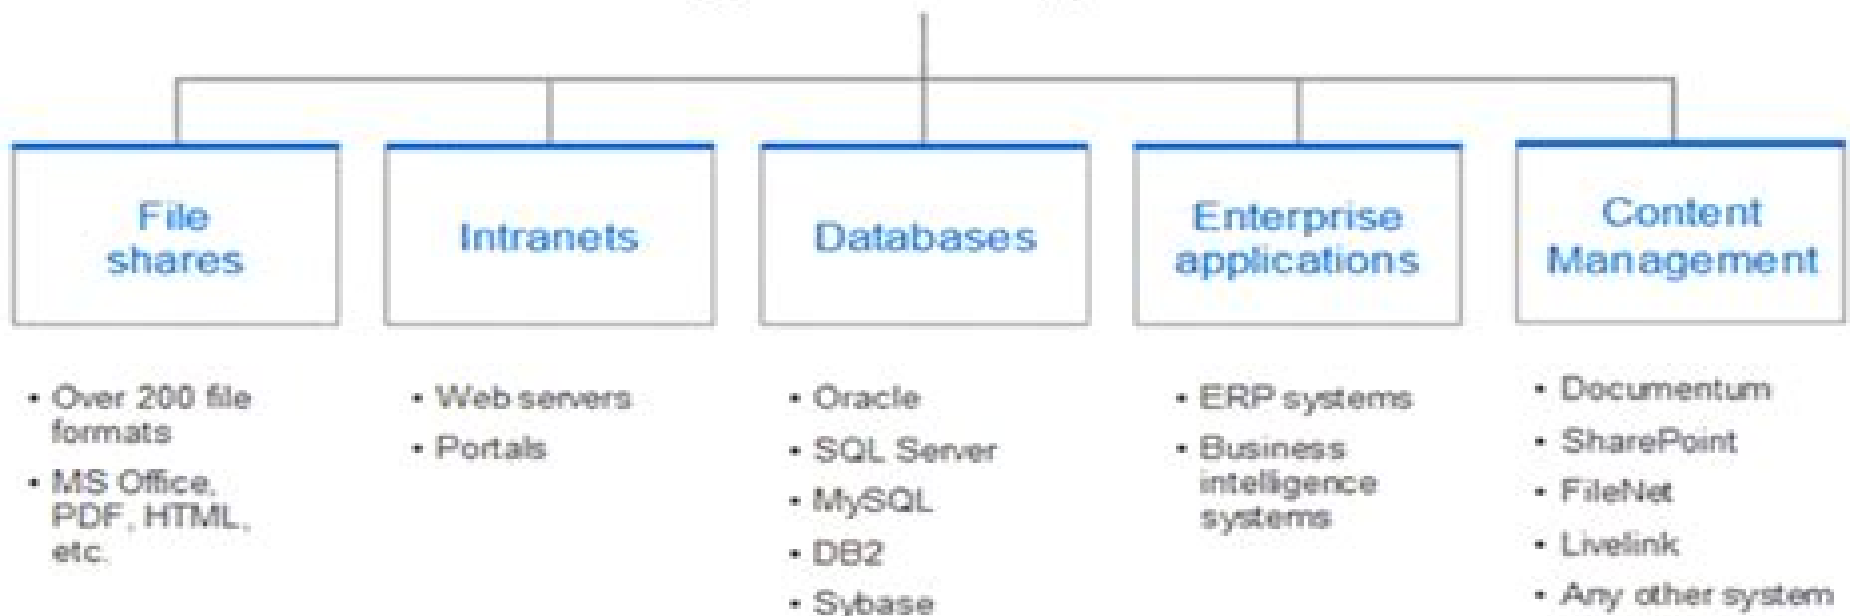 File
shares
Intranets
Databases
Enterprise
applications
Content
Management
• Over 200 file
formats
• MS Office,
PDF, HTML,
etc.
• Web servers
• Portals
• Oracle
• SQL Server
• MySQL
• DB2
• Sybase
• ERP systems
• Business
intelligence
systems
• Documentum
• SharePoint
• FileNet
• Livelink
• Any other system